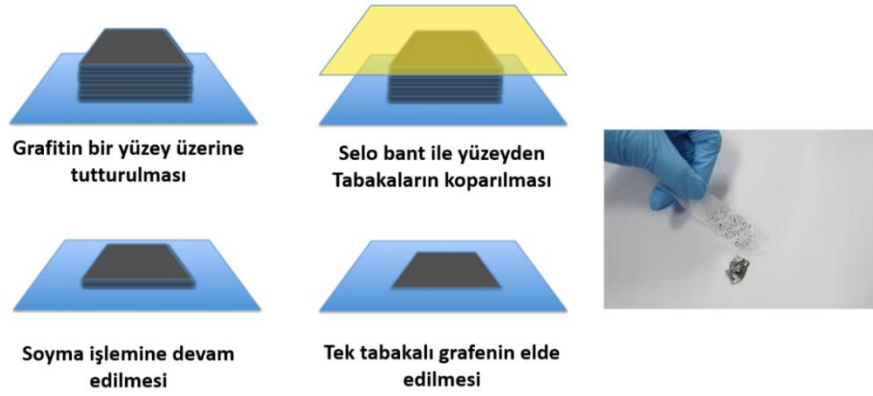 Grafitin bir yüzey üzerine
tutturulması
Selo bant ile yüzeyden
Tabakaların koparılması
Soyma işlemine devam
edilmesi
Tek tabakalı grafenin elde
edilmesi